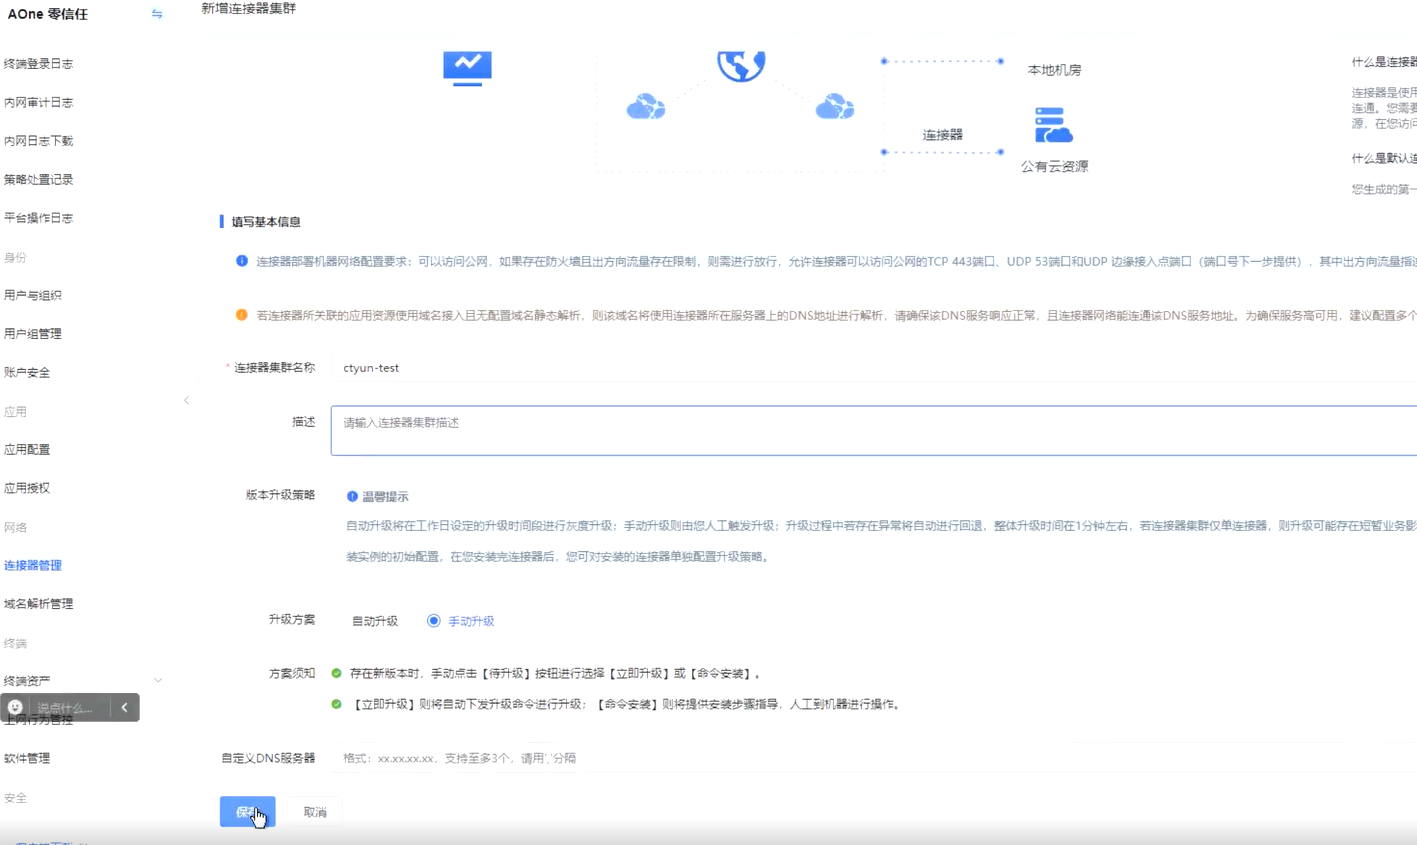 AOne 零信任
新增连接器集群
终端登录日志
内网审计日志
内网日志下载
策略处置记录
平台操作日志
身份
用户与组织
用户组管理
账户安全
应用
应用配置
应用授权
网络
连接器管理
域名解析管理
终端
终端资产
说点什么...
上网行为管控
软件管理
安全
本地机房
连接器
公有云资源
什么是连接器
连接器是使用
连通。您需要
源，在您访问
什么是默认连
您生成的第一
填写基本信息
连接器部署机器网络配置要求：可以访问公网，如果存在防火墙且出方向流量存在限制，则需进行放行，允许连接器可以访问公网的TCP 443端口、UDP 53端口和UDP 边缘接入点端口（端口号下一步提供），其中出方向流量指
若连接器所关联的应用资源使用域名接入且无配置域名静态解析，则该域名将使用连接器所在服务器上的DNS地址进行解析，请确保该DNS服务响应正常，且连接器网络能连通该DNS服务地址。为确保服务高可用，建议配置多个
* 连接器集群名称 ctyun-test
描述 请输入连接器集群描述
版本升级策略 温馨提示
自动升级将在工作日设定的升级时间段进行灰度升级；手动升级则由您人工触发升级；升级过程中若存在异常将自动进行回退，整体升级时间在1分钟左右，若连接器集群仅单连接器，则升级可能存在短暂业务影
装实例的初始配置，在您安装完连接器后，您可对安装的连接器单独配置升级策略。
升级方案 自动升级 手动升级
方案须知 存在新版本时，手动点击【待升级】按钮进行选择【立即升级】或【命令安装】。
【立即升级】则将自动下发升级命令进行升级；【命令安装】则将提供安装步骤指导，人工到机器进行操作。
自定义DNS服务器 格式：xx.xx.xx.xx，支持至多3个，请用','分隔
保存 取消